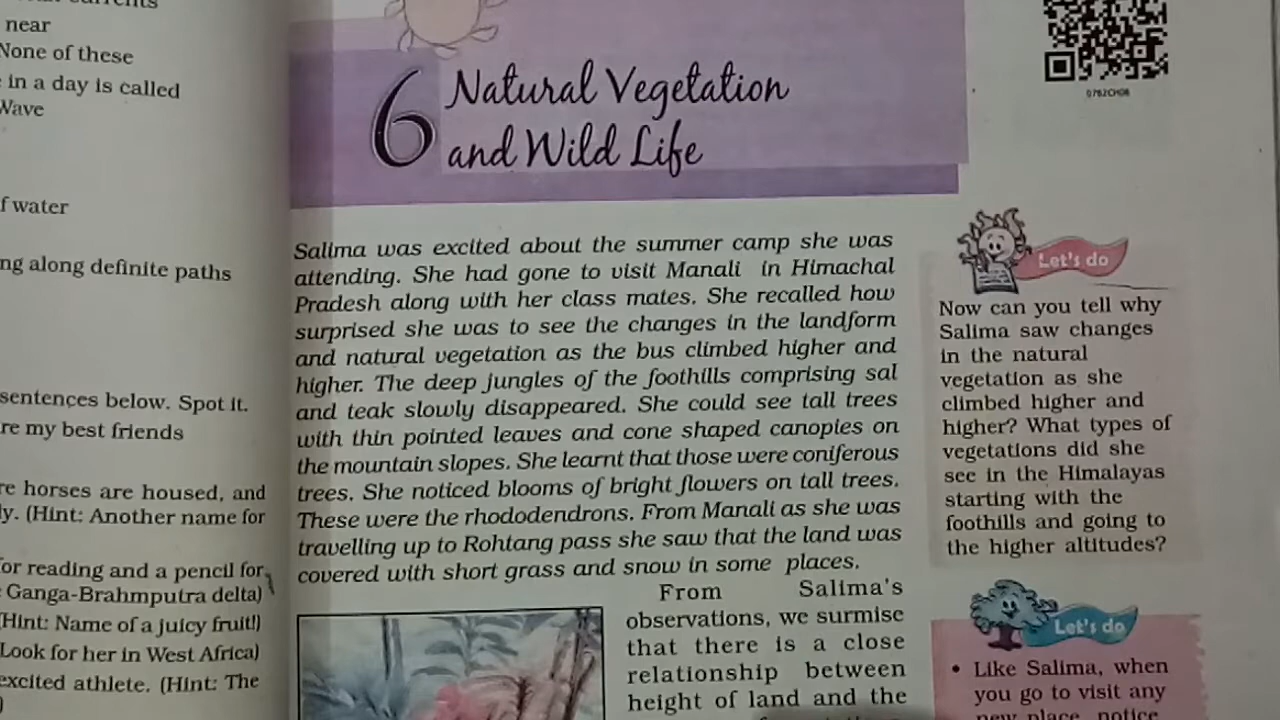 near
None of these
in a day is called
Wave
f water
ng along definite paths
sentences below. Spot it.
re my best friends
re horses are housed, and
ly. (Hint: Another name for
for reading and a pencil for
Ganga-Brahmputra delta)
(Hint: Name of a juicy fruit!)
Look for her in West Africa)
excited athlete. (Hint: The
)
6 Natural Vegetation
and Wild Life
0762CH06
Salima was excited about the summer camp she was
attending. She had gone to visit Manali in Himachal
Pradesh along with her class mates. She recalled how
surprised she was to see the changes in the landform
and natural vegetation as the bus climbed higher and
higher. The deep jungles of the foothills comprising sal
and teak slowly disappeared. She could see tall trees
with thin pointed leaves and cone shaped canopies on
the mountain slopes. She learnt that those were coniferous
trees. She noticed blooms of bright flowers on tall trees.
These were the rhododendrons. From Manali as she was
travelling up to Rohtang pass she saw that the land was
covered with short grass and snow in some places.
From Salima's
observations, we surmise
that there is a close
relationship between
height of land and the
Let's do
Now can you tell why
Salima saw changes
in the natural
vegetation as she
climbed higher and
higher? What types of
vegetations did she
see in the Himalayas
starting with the
foothills and going to
the higher altitudes?
Let's do
• Like Salima, when
you go to visit any
new place, notice